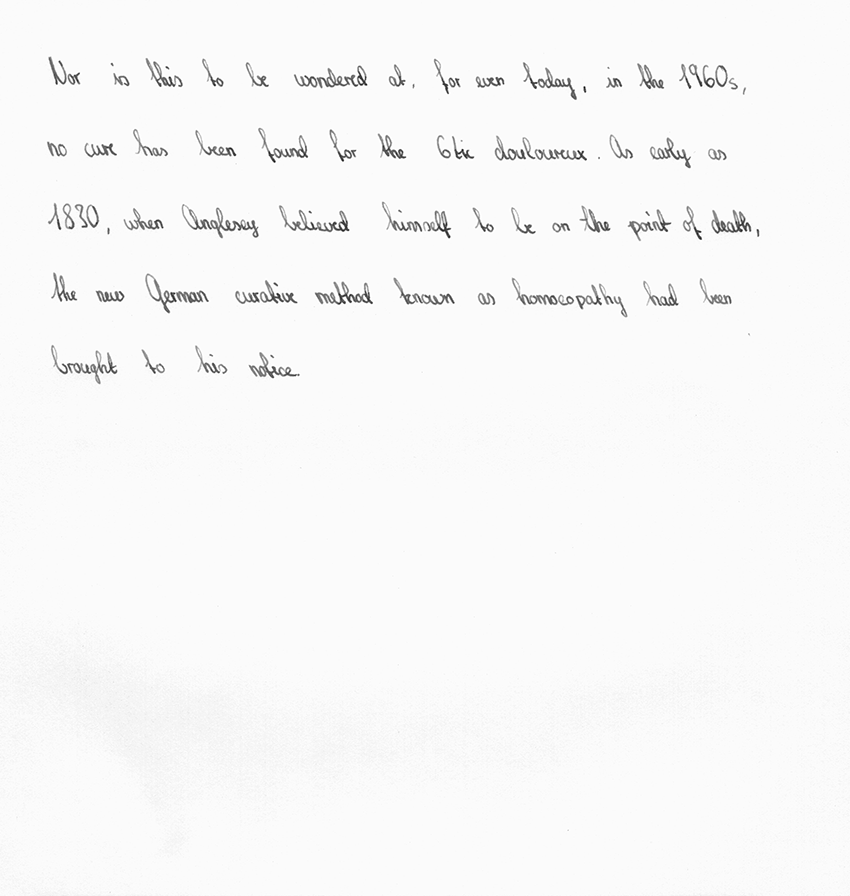 Nor is this to be wondered at, for even today, in the 1960s,
no cure has been found for the 6tic douloureux. As early as
1830, when Anglesey believed himself to be on the point of death,
the new German curative method known as homoeopathy had been
brought to his notice.